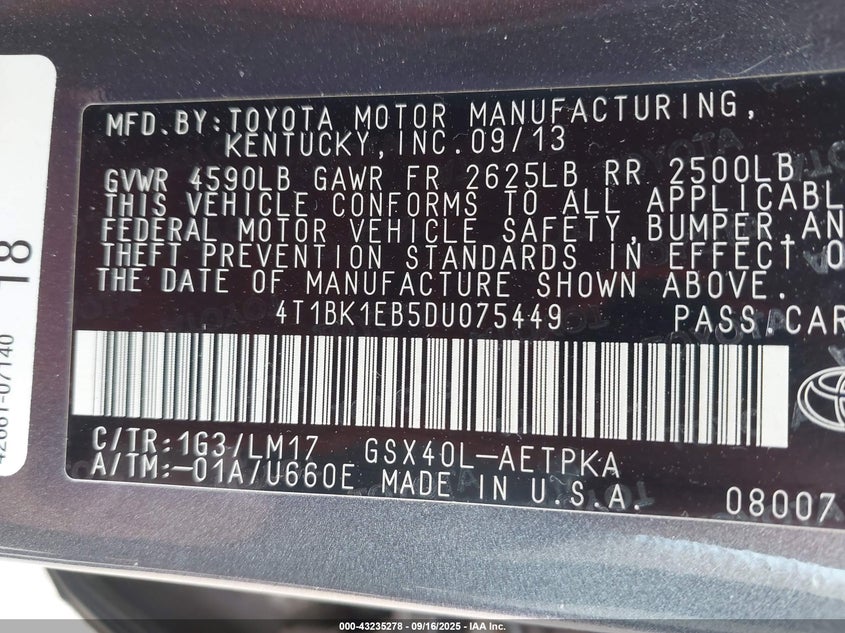 MFD.BY:TOYOTA MOTOR MANUFACTURING,
KENTUCKY,INC.09/13
GVWR 4590LB GAWR FR 2625LB RR 2500LB
THIS VEHICLE CONFORMS TO ALL APPLICABL
FEDERAL MOTOR VEHICLE SAFETY,BUMPER,AN
THEFT PREVENTION STANDARDS IN EFFECT O
THE DATE OF MANUFACTURE SHOWN ABOVE.
4T1BK1EB5DU075449 PASS.CAR
C/TR:1G3/LM17 GSX40L-AETPKA
A/TM:-01A/U660E MADE IN U.S.A. 08007
18
42661-07140
000-43235278 - 09/16/2025 - IAA Inc.